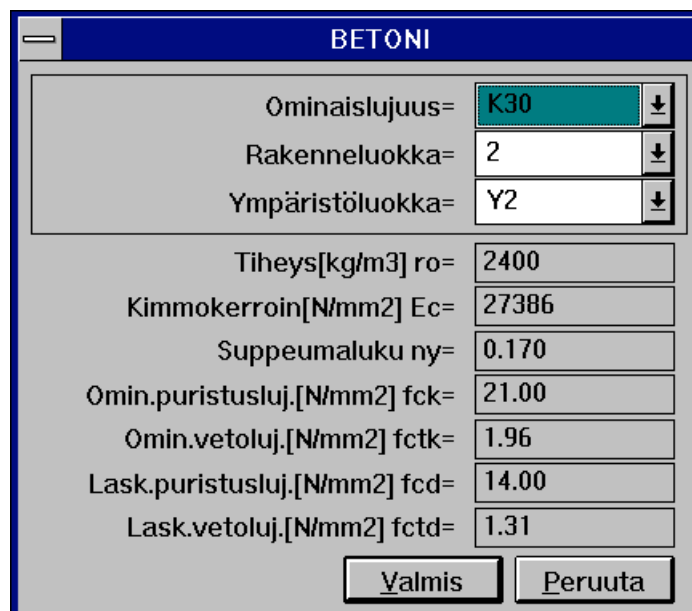 BETONI
Ominaislujuus= K30
Rakenneluokka= 2
Ympäristöluokka= Y2
Tiheys[kg/m3] ro= 2400
Kimmokerroin[N/mm2] Ec= 27386
Suppeumaluku ny= 0.170
Omin.puristusluj.[N/mm2] fck= 21.00
Omin.vetoluj.[N/mm2] fctk= 1.96
Lask.puristusluj.[N/mm2] fcd= 14.00
Lask.vetoluj.[N/mm2] fctd= 1.31
Valmis Peruuta